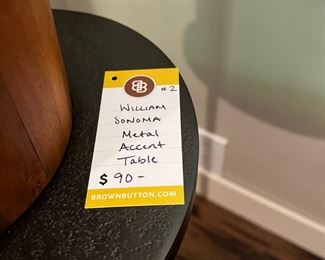 BB
#2
WILLIAM
SONOMA
Metal
Accent
Table
$ 90-
BROWNBUTTON.COM